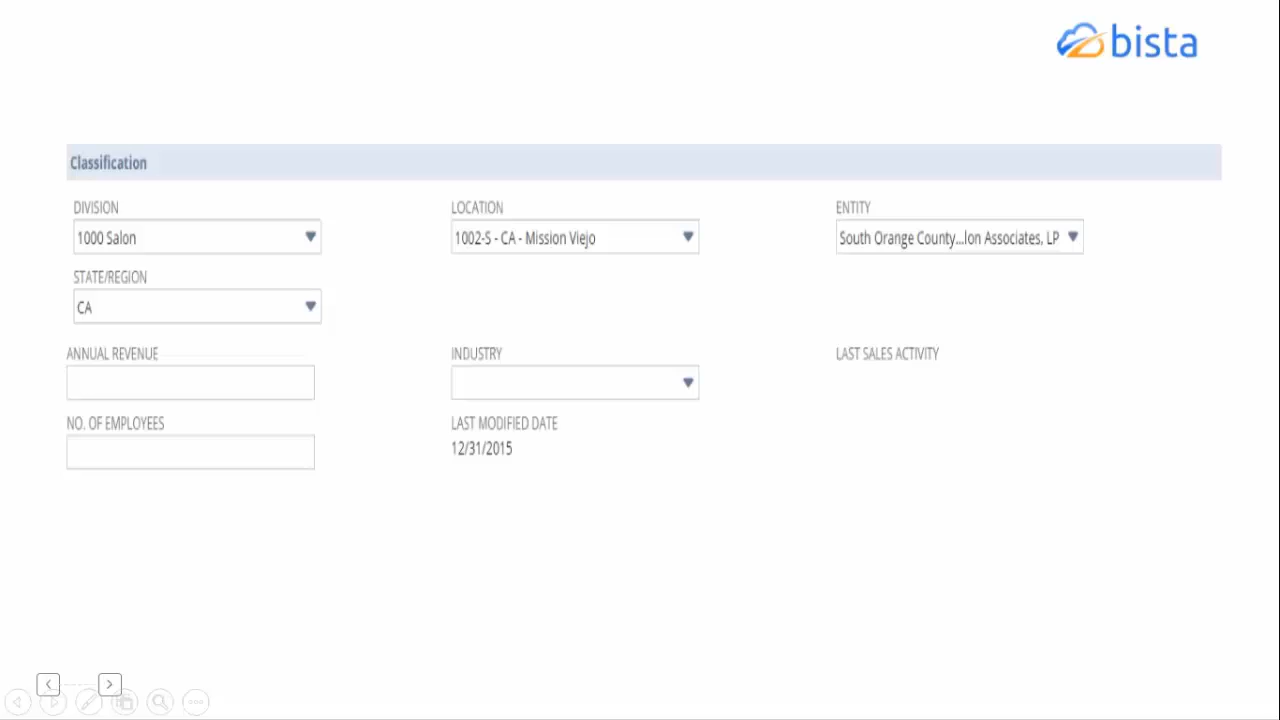 bista
Classification
DIVISION
1000 Salon
LOCATION
1002-S - CA - Mission Viejo
ENTITY
South Orange County...lon Associates, LP
STATE/REGION
CA
ANNUAL REVENUE
INDUSTRY
LAST SALES ACTIVITY
NO. OF EMPLOYEES
LAST MODIFIED DATE
12/31/2015